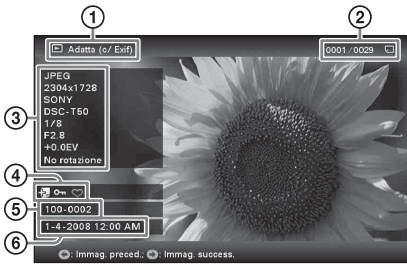 1
2
Adatta (c/ Exif)
0001/0029
3
JPEG
2304x1728
SONY
DSC-T50
1/8
F2.8
+0.0EV
No rotazione
4
5
100-0002
6
1-4-2008 12:00 AM
: Immag. preced.; : Immag. success.